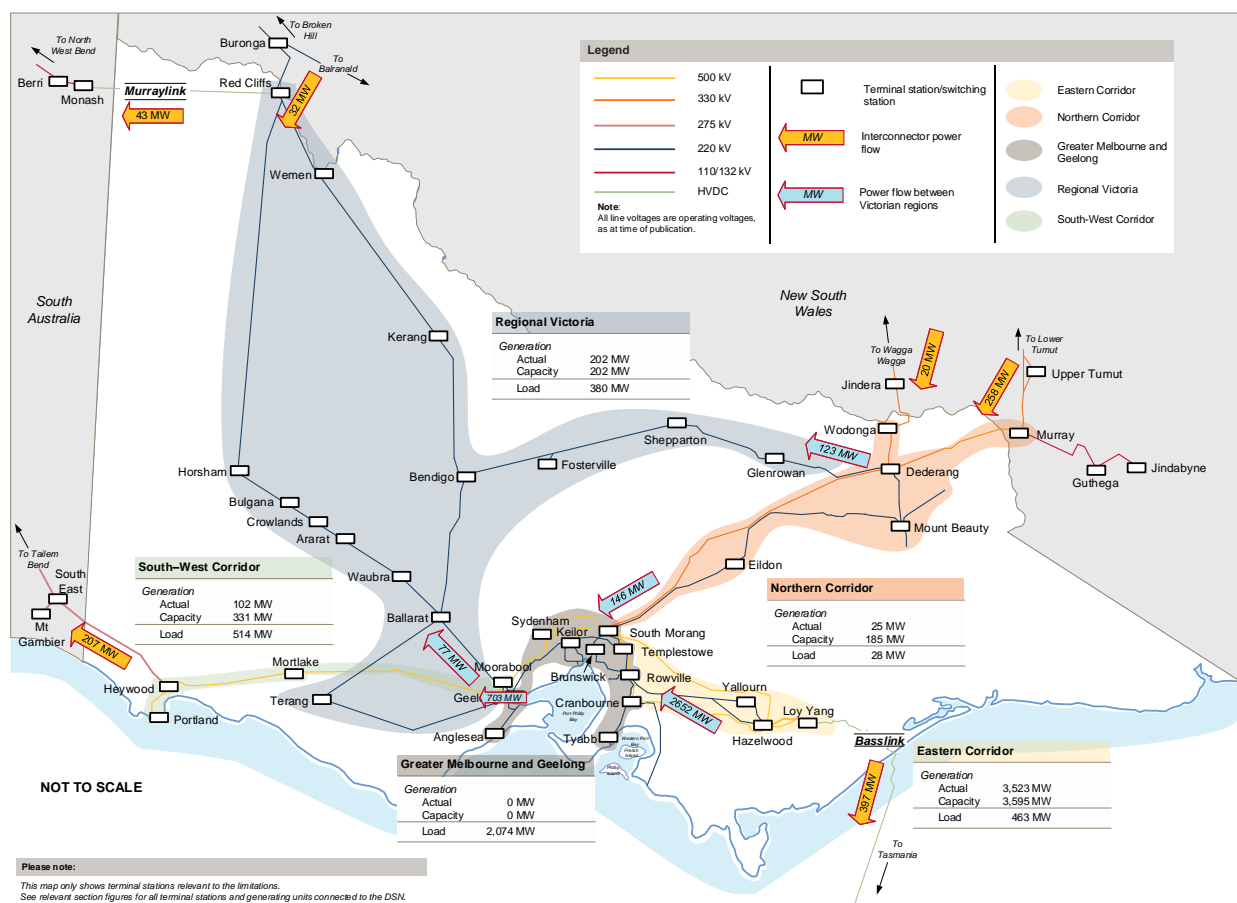 To Broken
Hill
To North
West Bend
Buronga
To
Balranald
Berri
Monash
Murraylink
Red Cliffs
43 MW
32 MW
Wemen
Legend
500 kV
330 kV
275 kV
220 kV
110/132 kV
HVDC
Note:
All line voltages are operating voltages,
as at time of publication.
Terminal station/switching
station
MW
Interconnector power
flow
MW
Power flow between
Victorian regions
Eastern Corridor
Northern Corridor
Greater Melbourne and
Geelong
Regional Victoria
South-West Corridor
South
Australia
New South
Wales
Kerang
Regional Victoria
Generation
Actual 202 MW
Capacity 202 MW
Load 380 MW
To Wagga
Wagga
20 MW
To Lower
Tumut
Jindera
258 MW
Upper Tumut
Shepparton
Wodonga
Murray
123 MW
Horsham
Bendigo
Fosterville
Glenrowan
Dederang
Guthega
Jindabyne
Bulgana
Crowlands
Ararat
Mount Beauty
To Tailem
Bend
South
East
Mt
Gambier
207 MW
South–West Corridor
Generation
Actual 102 MW
Capacity 331 MW
Load 514 MW
Waubra
Ballarat
Eildon
146 MW
Northern Corridor
Generation
Actual 25 MW
Capacity 185 MW
Load 28 MW
Sydenham
Keilor
South Morang
Templestowe
Brunswick
Rowville
77 MW
Moorabool
Mortlake
Heywood
Portland
Terang
Geel
703 MW
Cranbourne
Yallourn
Loy Yang
2652 MW
Hazelwood
Port Phillip
Bay
Anglesea
Tyabb
Western Port
Bay
French
Island
Phillip
Island
Basslink
397 MW
To
Tasmania
Eastern Corridor
Generation
Actual 3,523 MW
Capacity 3,595 MW
Load 463 MW
Greater Melbourne and Geelong
Generation
Actual 0 MW
Capacity 0 MW
Load 2,074 MW
NOT TO SCALE
Please note:
This map only shows terminal stations relevant to the limitations.
See relevant section figures for all terminal stations and generating units connected to the DSN.